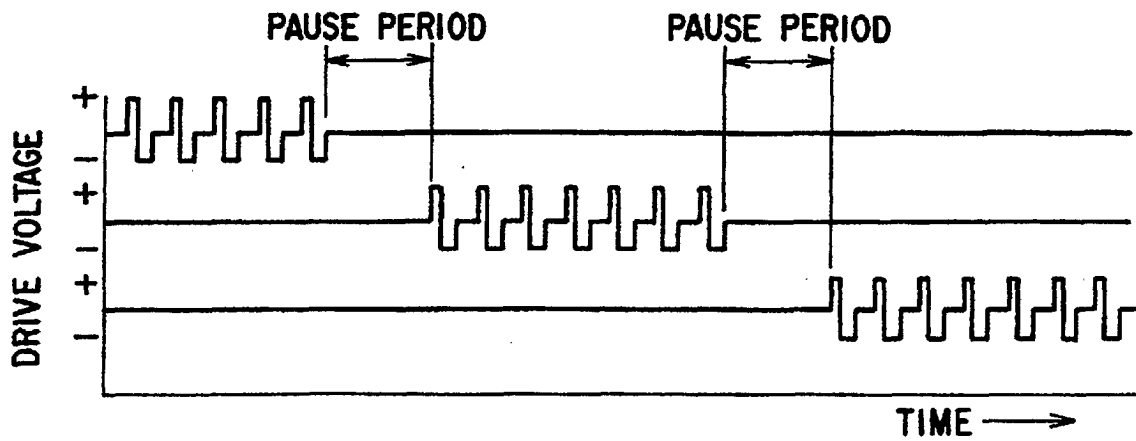 PAUSE PERIOD PAUSE PERIOD
+
−
+
−
+
−
DRIVE VOLTAGE
TIME